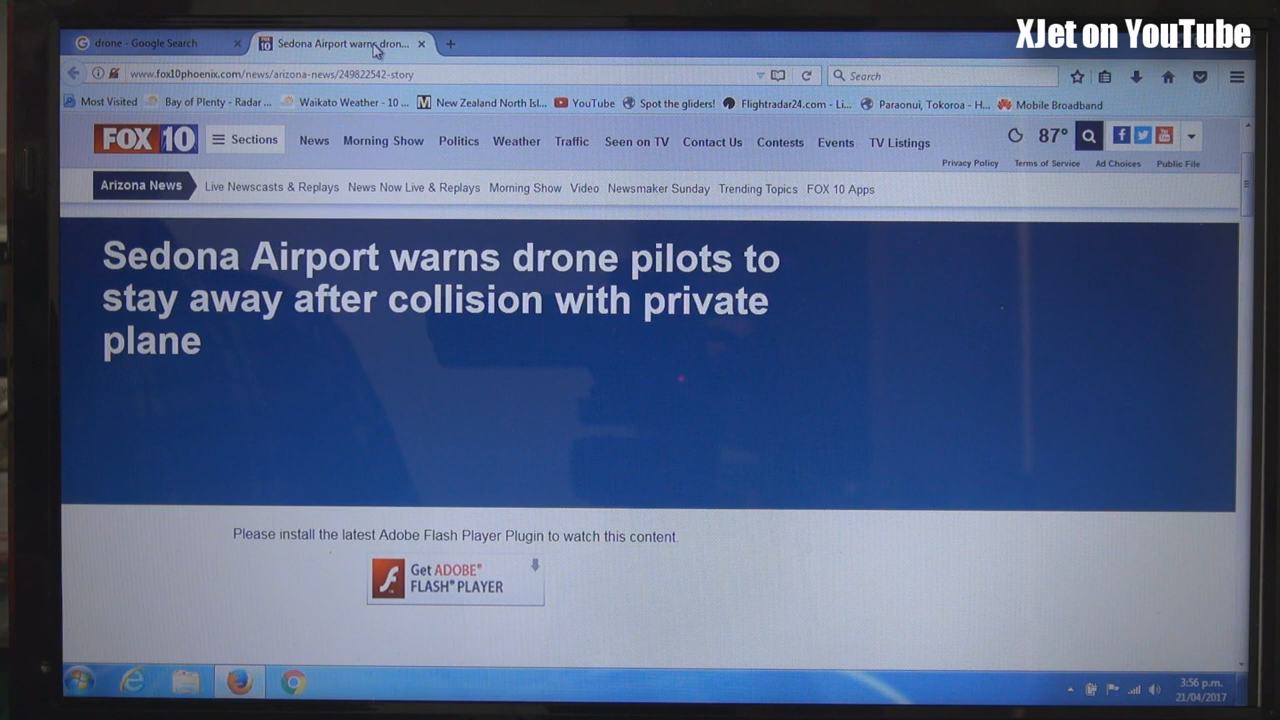 XJet on YouTube
drone - Google Search
Sedona Airport warns dron...
www.fox10phoenix.com/news/arizona-news/249822542-story
Search
Most Visited Bay of Plenty - Radar ... Waikato Weather - 10 ... New Zealand North Isl... YouTube Spot the gliders! Flightradar24.com - Li... Paraonui, Tokoroa - H... Mobile Broadband
FOX 10 Sections News Morning Show Politics Weather Traffic Seen on TV Contact Us Contests Events TV Listings 87°
Privacy Policy Terms of Service Ad Choices Public File
Arizona News Live Newscasts & Replays News Now Live & Replays Morning Show Video Newsmaker Sunday Trending Topics FOX 10 Apps
Sedona Airport warns drone pilots to
stay away after collision with private
plane
Please install the latest Adobe Flash Player Plugin to watch this content.
Get ADOBE®
FLASH® PLAYER
3:56 p.m.
21/04/2017